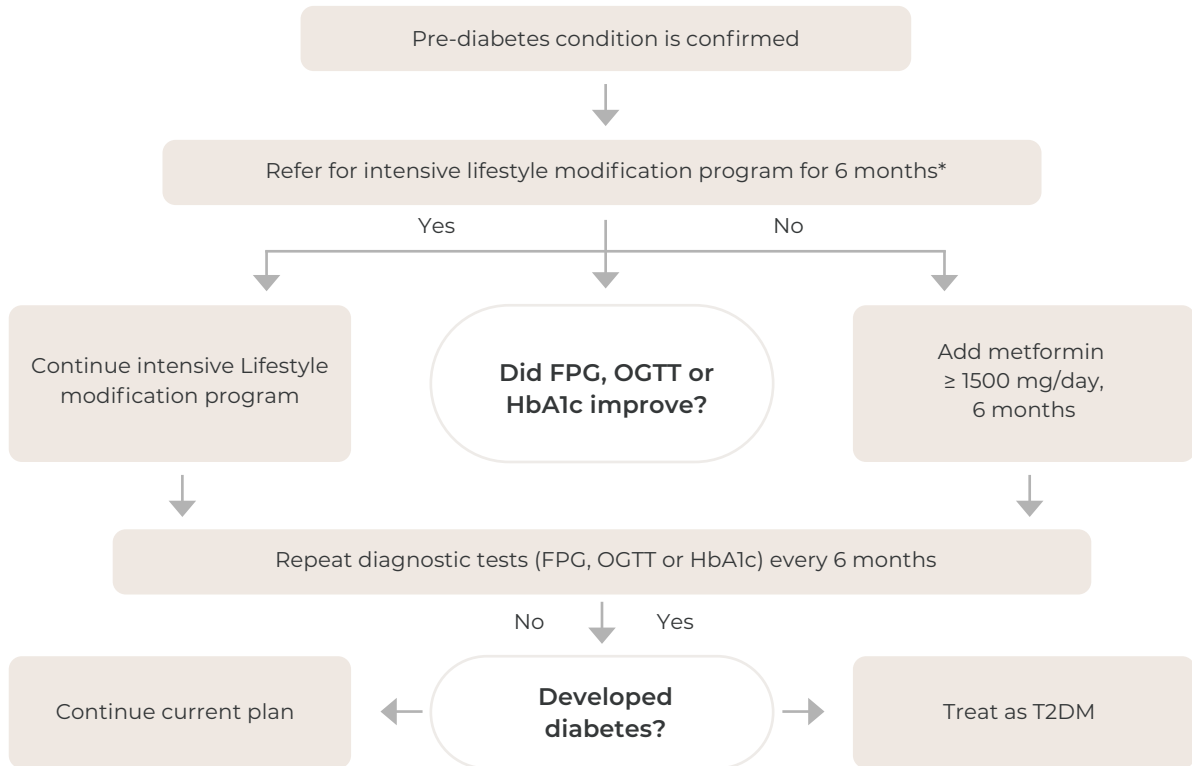 Pre-diabetes condition is confirmed
Refer for intensive lifestyle modification program for 6 months*
Yes
No
Continue intensive Lifestyle
modification program
Did FPG, OGTT or
HbA1c improve?
Add metformin
≥ 1500 mg/day,
6 months
Repeat diagnostic tests (FPG, OGTT or HbA1c) every 6 months
No
Yes
Continue current plan
Developed
diabetes?
Treat as T2DM